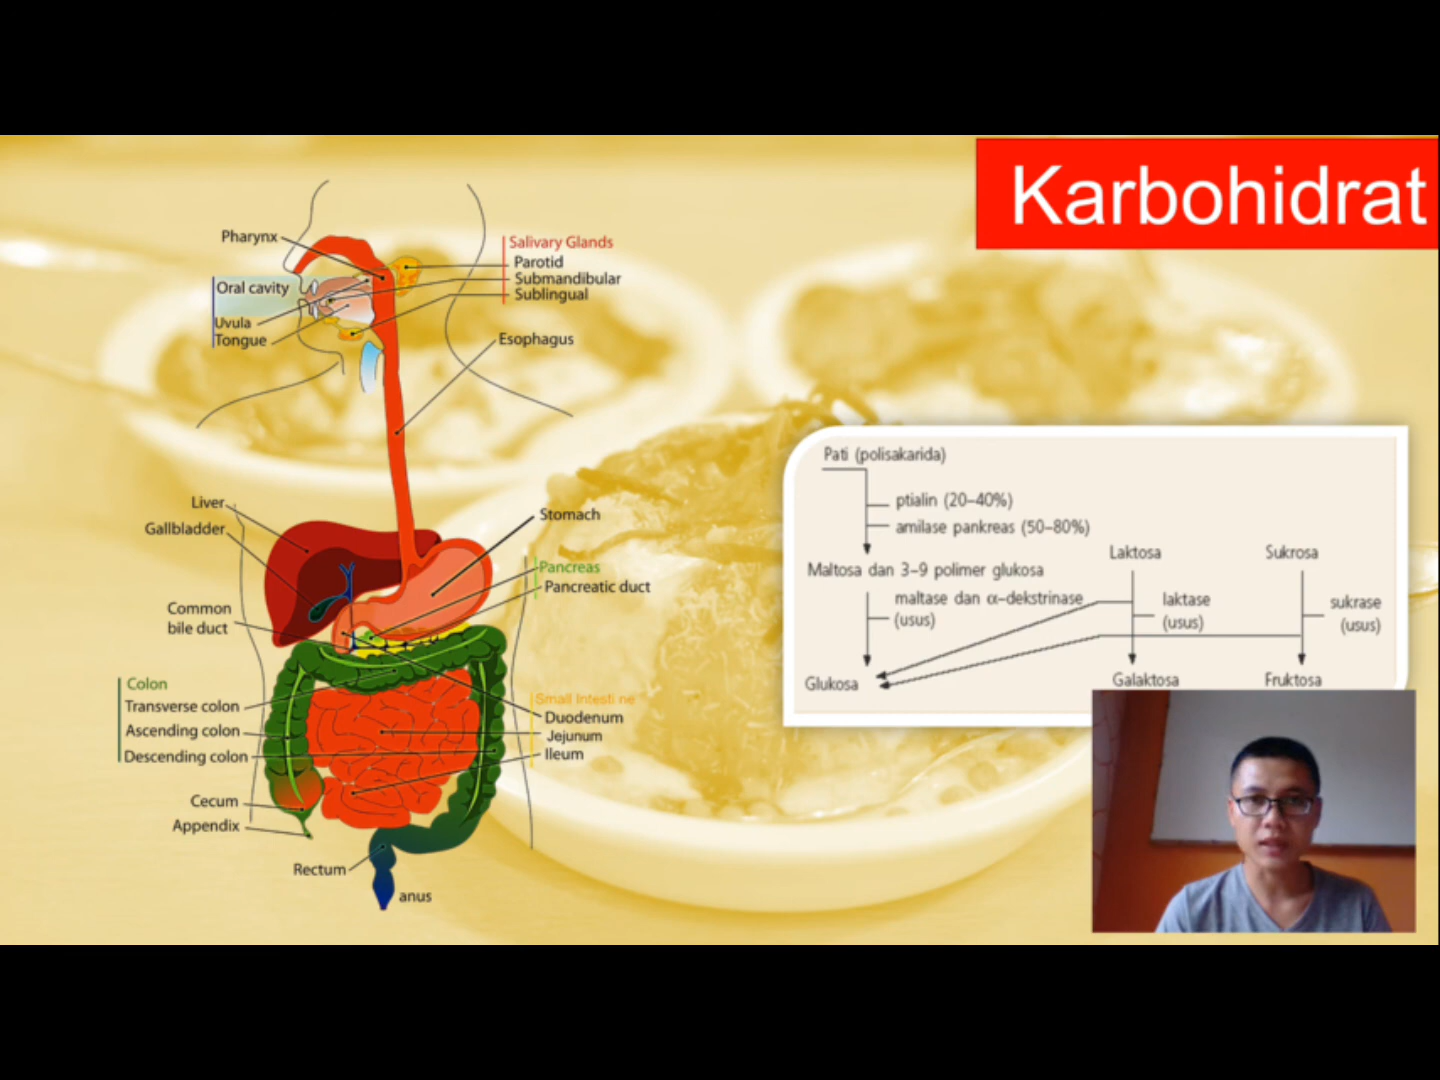 Karbohidrat
Pharynx
Oral cavity
Uvula
Tongue
Salivary Glands
Parotid
Submandibular
Sublingual
Esophagus
Liver
Gallbladder
Common
bile duct
Stomach
Pancreas
Pancreatic duct
Colon
Transverse colon
Ascending colon
Descending colon
Cecum
Appendix
Rectum
anus
Small Intesti ne
Duodenum
Jejunum
Ileum
Pati (polisakarida)
ptialin (20–40%)
amilase pankreas (50–80%)
Maltosa dan 3–9 polimer glukosa
maltase dan α–dekstrinase
(usus)
Glukosa
Laktosa
laktase
(usus)
Galaktosa
Sukrosa
sukrase
(usus)
Fruktosa